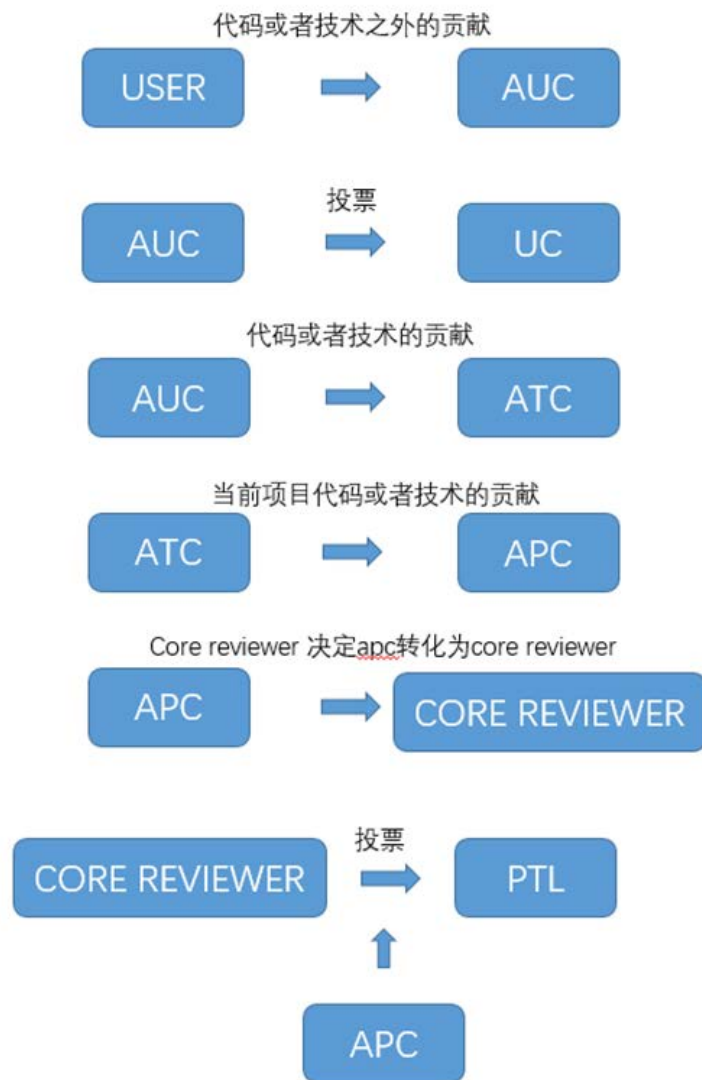 代码或者技术之外的贡献
USER
AUC
投票
AUC
UC
代码或者技术的贡献
AUC
ATC
当前项目代码或者技术的贡献
ATC
APC
Core reviewer 决定apc转化为core reviewer
APC
CORE REVIEWER
投票
CORE REVIEWER
PTL
APC